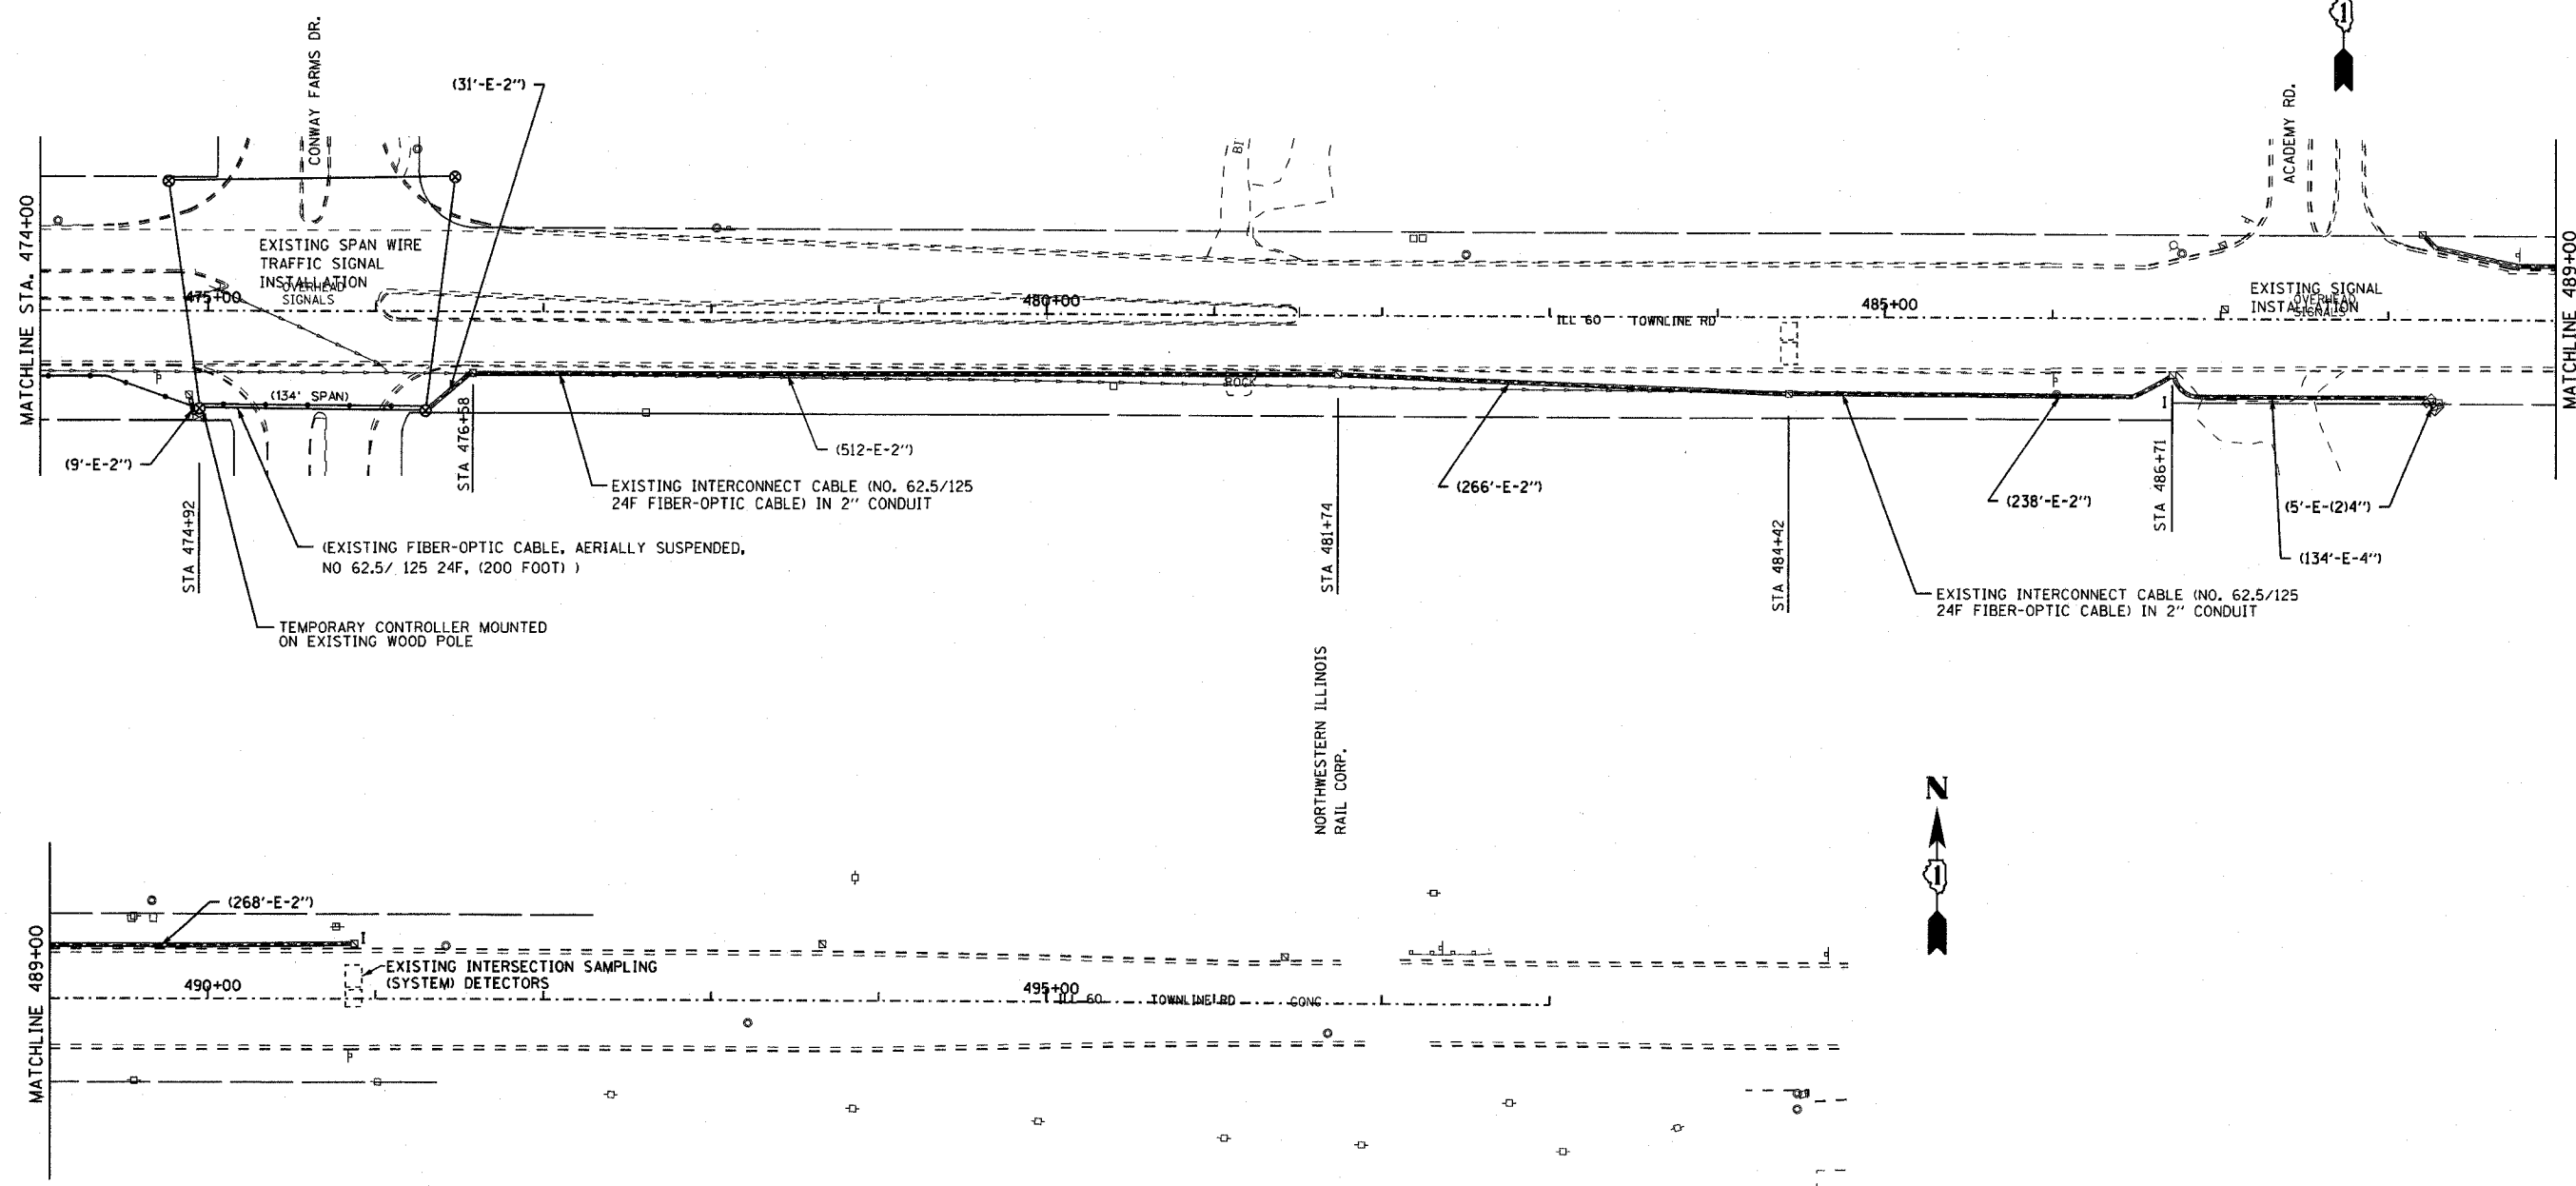 1
CONWAY FARMS DR.
(31'-E-2")
ACADEMY RD.
BI
MATCHLINE STA. 474+00
EXISTING SPAN WIRE
TRAFFIC SIGNAL
INSTALLATION
OVERHEAD
SIGNALS
475+00
480+00
485+00
ILL 60 TOWNLINE RD
EXISTING SIGNAL
INSTALLATION
OVERHEAD
SIGNALS
MATCHLINE 489+00
(134' SPAN)
ROCK
I
(9'-E-2")
STA 474+92
STA 476+58
(512-E-2")
EXISTING INTERCONNECT CABLE (NO. 62.5/125
24F FIBER-OPTIC CABLE) IN 2" CONDUIT
(266'-E-2")
(238'-E-2")
(5'-E-(2)4")
STA 481+74
STA 484+42
STA 486+71
(134'-E-4")
(EXISTING FIBER-OPTIC CABLE, AERIALLY SUSPENDED,
NO 62.5/ 125 24F, (200 FOOT) )
EXISTING INTERCONNECT CABLE (NO. 62.5/125
24F FIBER-OPTIC CABLE) IN 2" CONDUIT
TEMPORARY CONTROLLER MOUNTED
ON EXISTING WOOD POLE
NORTHWESTERN ILLINOIS
RAIL CORP.
N
1
MATCHLINE 489+00
(268'-E-2")
I
EXISTING INTERSECTION SAMPLING
(SYSTEM) DETECTORS
490+00
495+00
ILL 60 TOWNLINE RD CONC